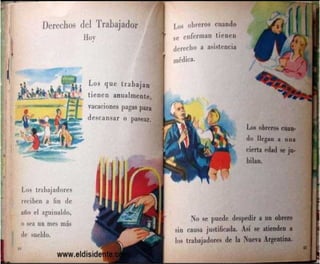 Derechos del Trabajador
Hoy
Los que trabajan
tienen anualmente,
vacaciones pagas para
descansar o pasear.
Los trabajadores
reciben a fin de
año el aguinaldo,
o sea un mes más
de sueldo.
Los obreros cuando
se enferman tienen
derecho a asistencia
médica.
Los obreros cuan-
do llegan a una
cierta edad se ju-
bilan.
No se puede despedir a un obrero
sin causa justificada. Así se atienden a
los trabajadores de la Nueva Argentina.
www.eldisidente.com